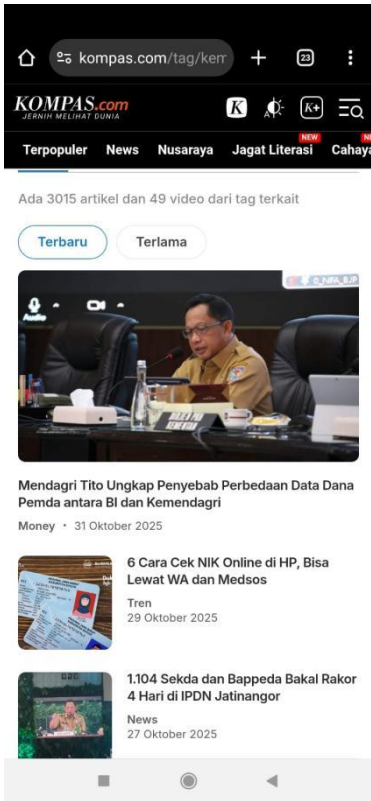 kompas.com/tag/kem
23
KOMPAS.com
JERNIH MELIHAT DUNIA
K
A
K+
NEW
Terpopuler News Nusaraya Jagat Literasi Cahaya
Ada 3015 artikel dan 49 video dari tag terkait
Terbaru Terlama
Audio
Mendagri Tito Ungkap Penyebab Perbedaan Data Dana
Pemda antara BI dan Kemendagri
Money • 31 Oktober 2025
6 Cara Cek NIK Online di HP, Bisa
Lewat WA dan Medsos
Tren
29 Oktober 2025
1.104 Sekda dan Bappeda Bakal Rakor
4 Hari di IPDN Jatinangor
News
27 Oktober 2025